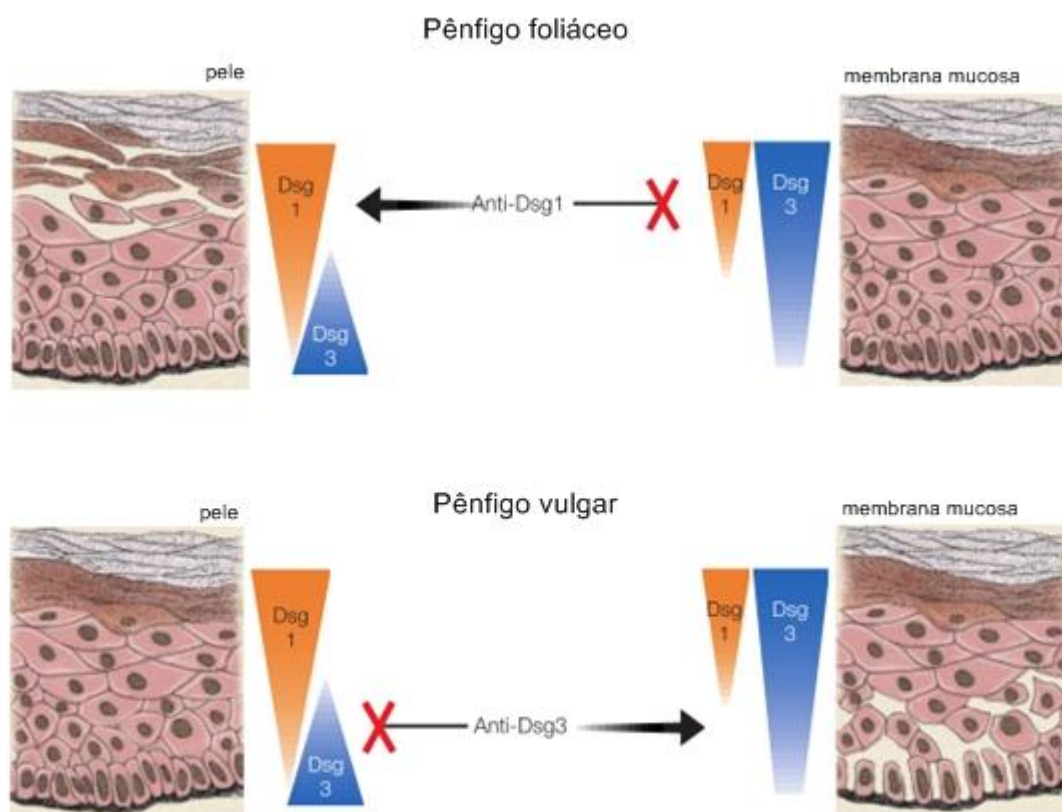 Pênfigo foliáceo
pele
membrana mucosa
Dsg
1
Dsg
3
Anti-Dsg1
Dsg
1
Dsg
3
Pênfigo vulgar
pele
membrana mucosa
Dsg
1
Dsg
3
Anti-Dsg3
Dsg
1
Dsg
3